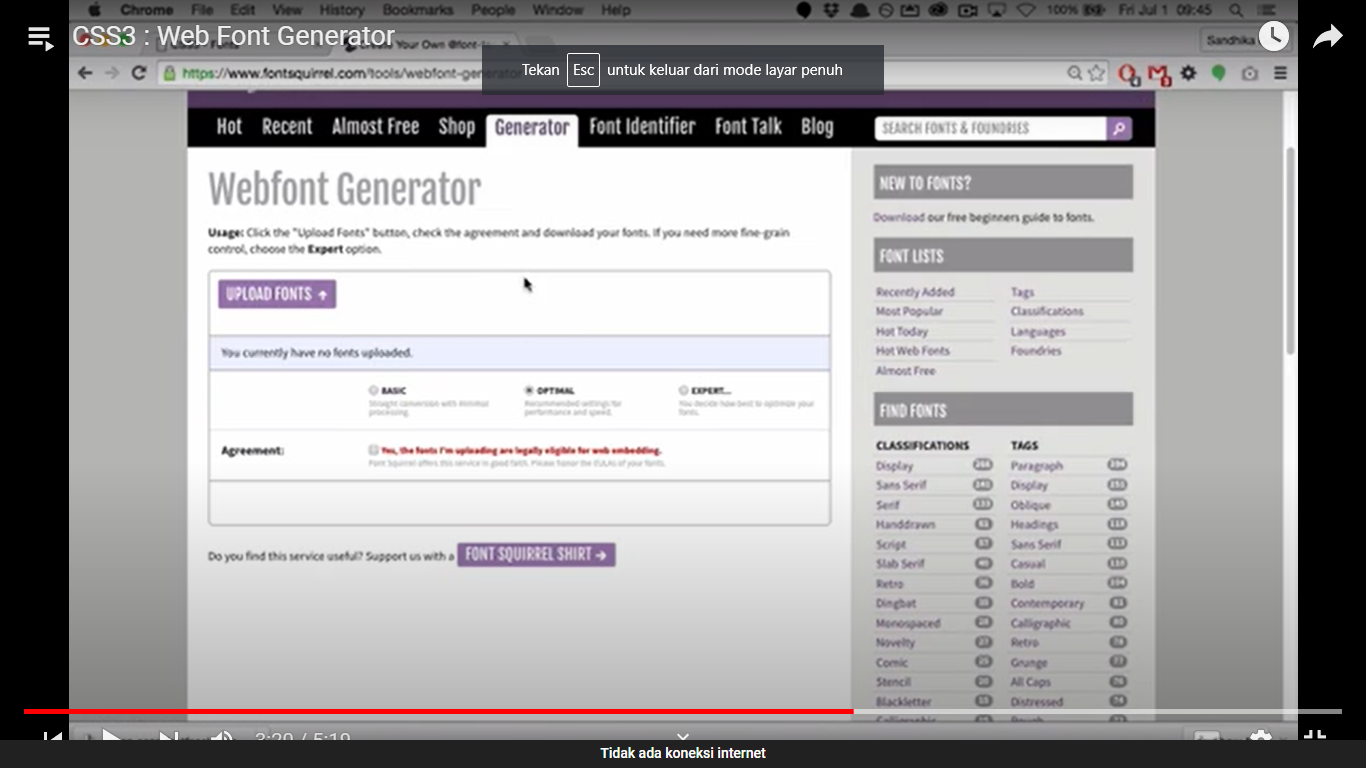 Chrome File Edit View History Bookmarks People Window Help 100% Fri Jul 1 09:45
CSS3 : Web Font Generator
Your Own @font-fa
Sandhika
Tekan Esc untuk keluar dari mode layar penuh
https://www.fontsquirrel.com/tools/webfont-generator
Hot Recent Almost Free Shop Generator Font Identifier Font Talk Blog
SEARCH FONTS & FOUNDRIES
Webfont Generator
Usage: Click the "Upload Fonts" button, check the agreement and download your fonts. If you need more fine-grain
control, choose the Expert option.
UPLOAD FONTS
You currently have no fonts uploaded.
BASIC
Straight conversion with minimal
processing.
OPTIMAL
Recommended settings for
performance and speed.
EXPERT...
You decide how best to optimize your
fonts.
Agreement:
Yes, the fonts I'm uploading are legally eligible for web embedding.
Font Squirrel offers this service in good faith. Please honor the EULAs of your fonts.
Do you find this service useful? Support us with a FONT SQUIRREL SHIRT
NEW TO FONTS?
Download our free beginners guide to fonts.
FONT LISTS
Recently Added Tags
Most Popular Classifications
Hot Today Languages
Hot Web Fonts Foundries
Almost Free
FIND FONTS
CLASSIFICATIONS TAGS
Display Paragraph
Sans Serif Display
Serif Oblique
Handdrawn Headings
Script Sans Serif
Slab Serif Casual
Retro Bold
Dingbat Contemporary
Monospaced Calligraphic
Novelty Retro
Comic Grunge
Stencil All Caps
Blackletter Distressed
Calligraphic Rough
3:20 / 5:19
Tidak ada koneksi internet